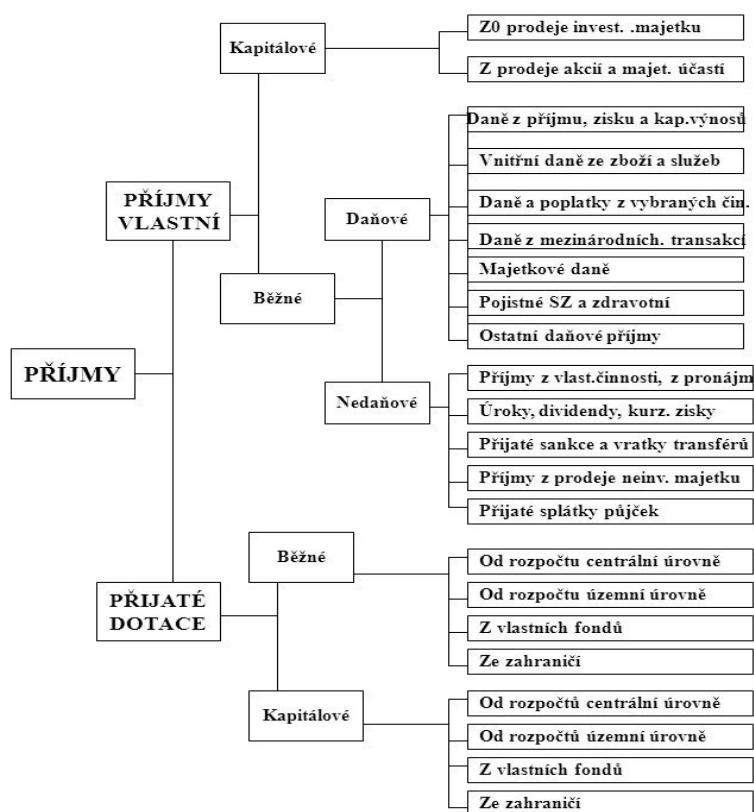 Kapitálové
Z0 prodeje invest. .majetku
Z prodeje akcií a majet. účastí
PŘÍJMY
VLASTNÍ
Daňové
Daně z příjmu, zisku a kap.výnosů
Vnitřní daně ze zboží a služeb
Daně a poplatky z vybraných čin.
Daně z mezinárodních. transakcí
Majetkové daně
Pojistné SZ a zdravotní
Ostatní daňové příjmy
Běžné
PŘÍJMY
Nedaňové
Příjmy z vlast.činnosti, z pronájm
Úroky, dividendy, kurz. zisky
Přijaté sankce a vratky transférů
Příjmy z prodeje neinv. majetku
Přijaté splátky půjček
Běžné
Od rozpočtu centrální úrovně
Od rozpočtu územní úrovně
Z vlastních fondů
Ze zahraničí
PŘIJATÉ
DOTACE
Kapitálové
Od rozpočtů centrální úrovně
Od rozpočtů územní úrovně
Z vlastních fondů
Ze zahraničí